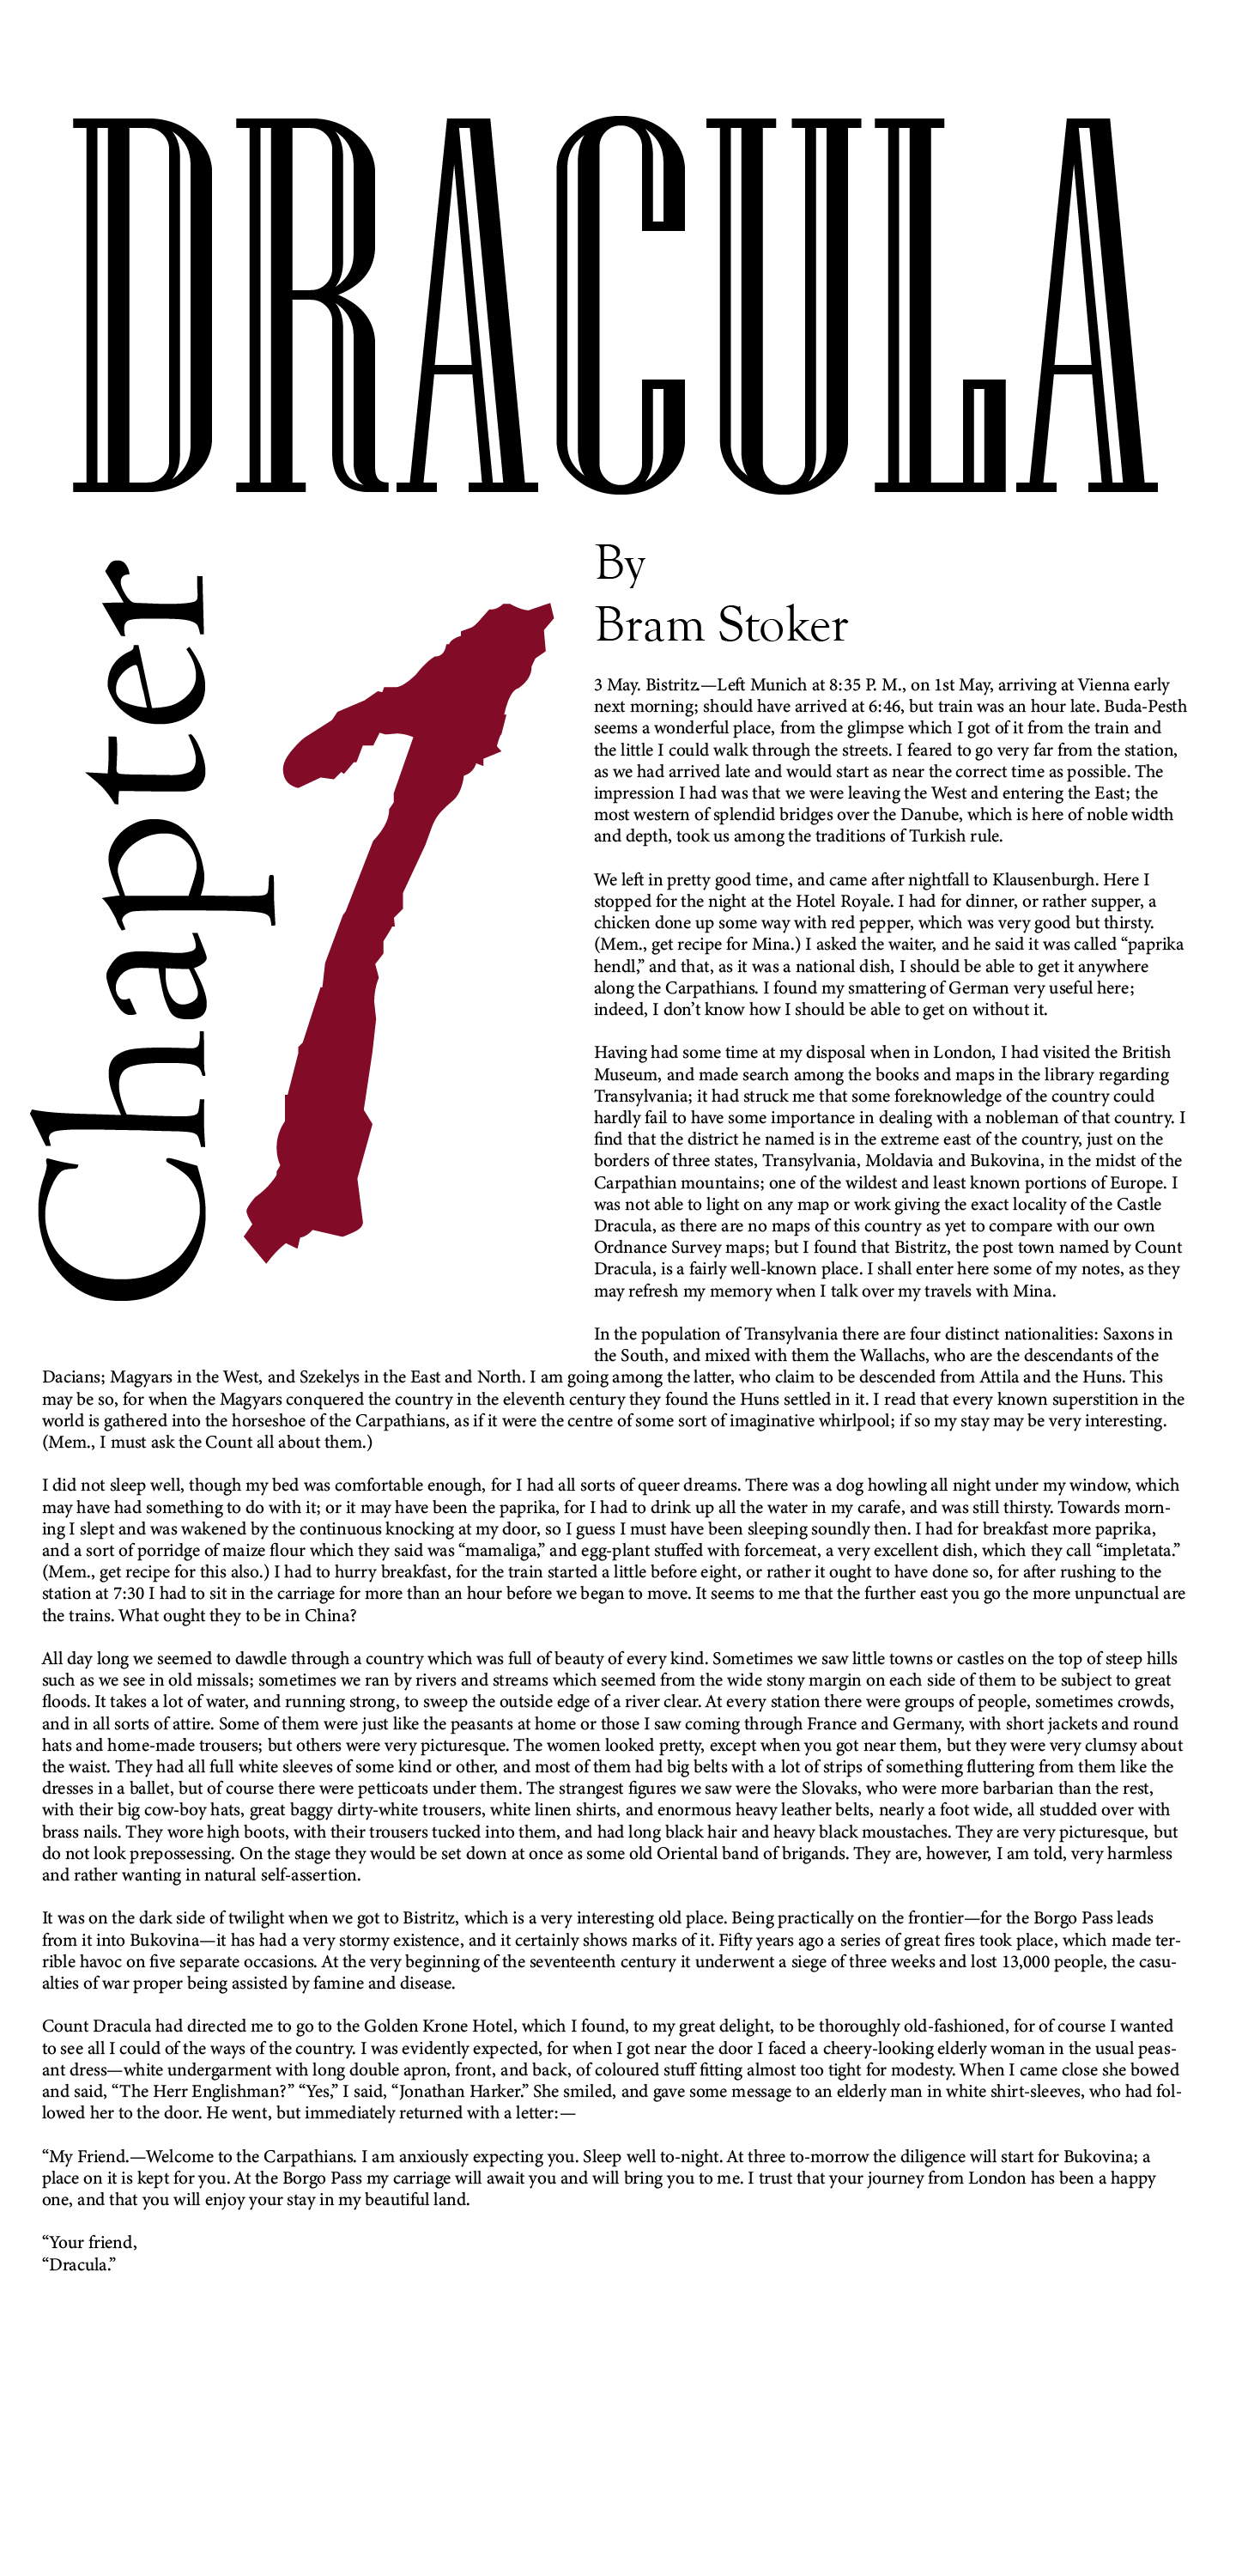 DRACULA
Chapter
1
By
Bram Stoker
3 May. Bistritz.—Left Munich at 8:35 P. M., on 1st May, arriving at Vienna early
next morning; should have arrived at 6:46, but train was an hour late. Buda-Pesth
seems a wonderful place, from the glimpse which I got of it from the train and
the little I could walk through the streets. I feared to go very far from the station,
as we had arrived late and would start as near the correct time as possible. The
impression I had was that we were leaving the West and entering the East; the
most western of splendid bridges over the Danube, which is here of noble width
and depth, took us among the traditions of Turkish rule.
We left in pretty good time, and came after nightfall to Klausenburgh. Here I
stopped for the night at the Hotel Royale. I had for dinner, or rather supper, a
chicken done up some way with red pepper, which was very good but thirsty.
(Mem., get recipe for Mina.) I asked the waiter, and he said it was called “paprika
hendl,” and that, as it was a national dish, I should be able to get it anywhere
along the Carpathians. I found my smattering of German very useful here;
indeed, I don’t know how I should be able to get on without it.
Having had some time at my disposal when in London, I had visited the British
Museum, and made search among the books and maps in the library regarding
Transylvania; it had struck me that some foreknowledge of the country could
hardly fail to have some importance in dealing with a nobleman of that country. I
find that the district he named is in the extreme east of the country, just on the
borders of three states, Transylvania, Moldavia and Bukovina, in the midst of the
Carpathian mountains; one of the wildest and least known portions of Europe. I
was not able to light on any map or work giving the exact locality of the Castle
Dracula, as there are no maps of this country as yet to compare with our own
Ordnance Survey maps; but I found that Bistritz, the post town named by Count
Dracula, is a fairly well-known place. I shall enter here some of my notes, as they
may refresh my memory when I talk over my travels with Mina.
In the population of Transylvania there are four distinct nationalities: Saxons in
the South, and mixed with them the Wallachs, who are the descendants of the
Dacians; Magyars in the West, and Szekelys in the East and North. I am going among the latter, who claim to be descended from Attila and the Huns. This
may be so, for when the Magyars conquered the country in the eleventh century they found the Huns settled in it. I read that every known superstition in the
world is gathered into the horseshoe of the Carpathians, as if it were the centre of some sort of imaginative whirlpool; if so my stay may be very interesting.
(Mem., I must ask the Count all about them.)
I did not sleep well, though my bed was comfortable enough, for I had all sorts of queer dreams. There was a dog howling all night under my window, which
may have had something to do with it; or it may have been the paprika, for I had to drink up all the water in my carafe, and was still thirsty. Towards morn-
ing I slept and was wakened by the continuous knocking at my door, so I guess I must have been sleeping soundly then. I had for breakfast more paprika,
and a sort of porridge of maize flour which they said was “mamaliga,” and egg-plant stuffed with forcemeat, a very excellent dish, which they call “impletata.”
(Mem., get recipe for this also.) I had to hurry breakfast, for the train started a little before eight, or rather it ought to have done so, for after rushing to the
station at 7:30 I had to sit in the carriage for more than an hour before we began to move. It seems to me that the further east you go the more unpunctual are
the trains. What ought they to be in China?
All day long we seemed to dawdle through a country which was full of beauty of every kind. Sometimes we saw little towns or castles on the top of steep hills
such as we see in old missals; sometimes we ran by rivers and streams which seemed from the wide stony margin on each side of them to be subject to great
floods. It takes a lot of water, and running strong, to sweep the outside edge of a river clear. At every station there were groups of people, sometimes crowds,
and in all sorts of attire. Some of them were just like the peasants at home or those I saw coming through France and Germany, with short jackets and round
hats and home-made trousers; but others were very picturesque. The women looked pretty, except when you got near them, but they were very clumsy about
the waist. They had all full white sleeves of some kind or other, and most of them had big belts with a lot of strips of something fluttering from them like the
dresses in a ballet, but of course there were petticoats under them. The strangest figures we saw were the Slovaks, who were more barbarian than the rest,
with their big cow-boy hats, great baggy dirty-white trousers, white linen shirts, and enormous heavy leather belts, nearly a foot wide, all studded over with
brass nails. They wore high boots, with their trousers tucked into them, and had long black hair and heavy black moustaches. They are very picturesque, but
do not look prepossessing. On the stage they would be set down at once as some old Oriental band of brigands. They are, however, I am told, very harmless
and rather wanting in natural self-assertion.
It was on the dark side of twilight when we got to Bistritz, which is a very interesting old place. Being practically on the frontier—for the Borgo Pass leads
from it into Bukovina—it has had a very stormy existence, and it certainly shows marks of it. Fifty years ago a series of great fires took place, which made ter-
rible havoc on five separate occasions. At the very beginning of the seventeenth century it underwent a siege of three weeks and lost 13,000 people, the casu-
alties of war proper being assisted by famine and disease.
Count Dracula had directed me to go to the Golden Krone Hotel, which I found, to my great delight, to be thoroughly old-fashioned, for of course I wanted
to see all I could of the ways of the country. I was evidently expected, for when I got near the door I faced a cheery-looking elderly woman in the usual peas-
ant dress—white undergarment with long double apron, front, and back, of coloured stuff fitting almost too tight for modesty. When I came close she bowed
and said, “The Herr Englishman?” “Yes,” I said, “Jonathan Harker.” She smiled, and gave some message to an elderly man in white shirt-sleeves, who had fol-
lowed her to the door. He went, but immediately returned with a letter:—
“My Friend.—Welcome to the Carpathians. I am anxiously expecting you. Sleep well to-night. At three to-morrow the diligence will start for Bukovina; a
place on it is kept for you. At the Borgo Pass my carriage will await you and will bring you to me. I trust that your journey from London has been a happy
one, and that you will enjoy your stay in my beautiful land.
“Your friend,
“Dracula.”